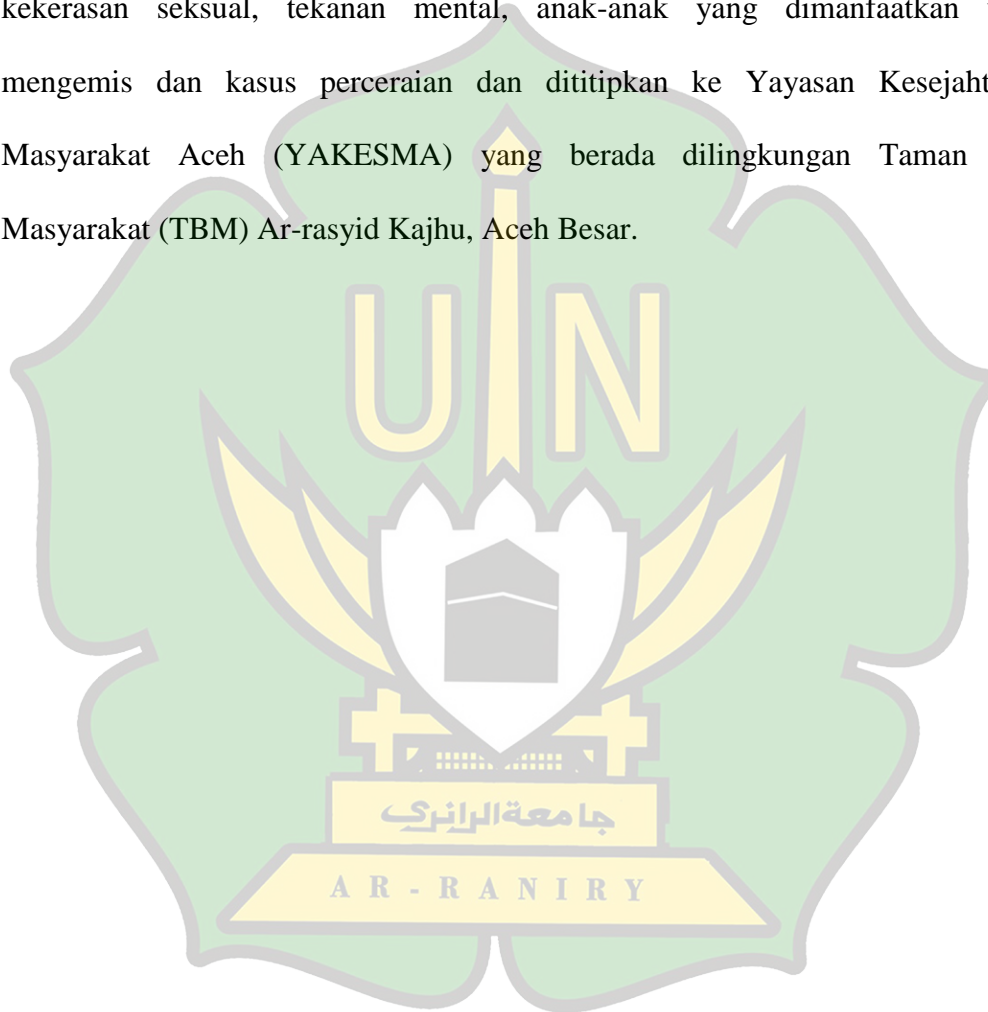 kekerasan seksual, tekanan mental, anak-anak yang dimanfaatkan
mengemis dan kasus perceraian dan dititipkan ke Yayasan Kesejaht
Masyarakat Aceh (YAKESMA) yang berada dilingkungan Taman
Masyarakat (TBM) Ar-rasyid Kajhu, Aceh Besar.
UIN
جامعةالرانري
AR-RANIRY